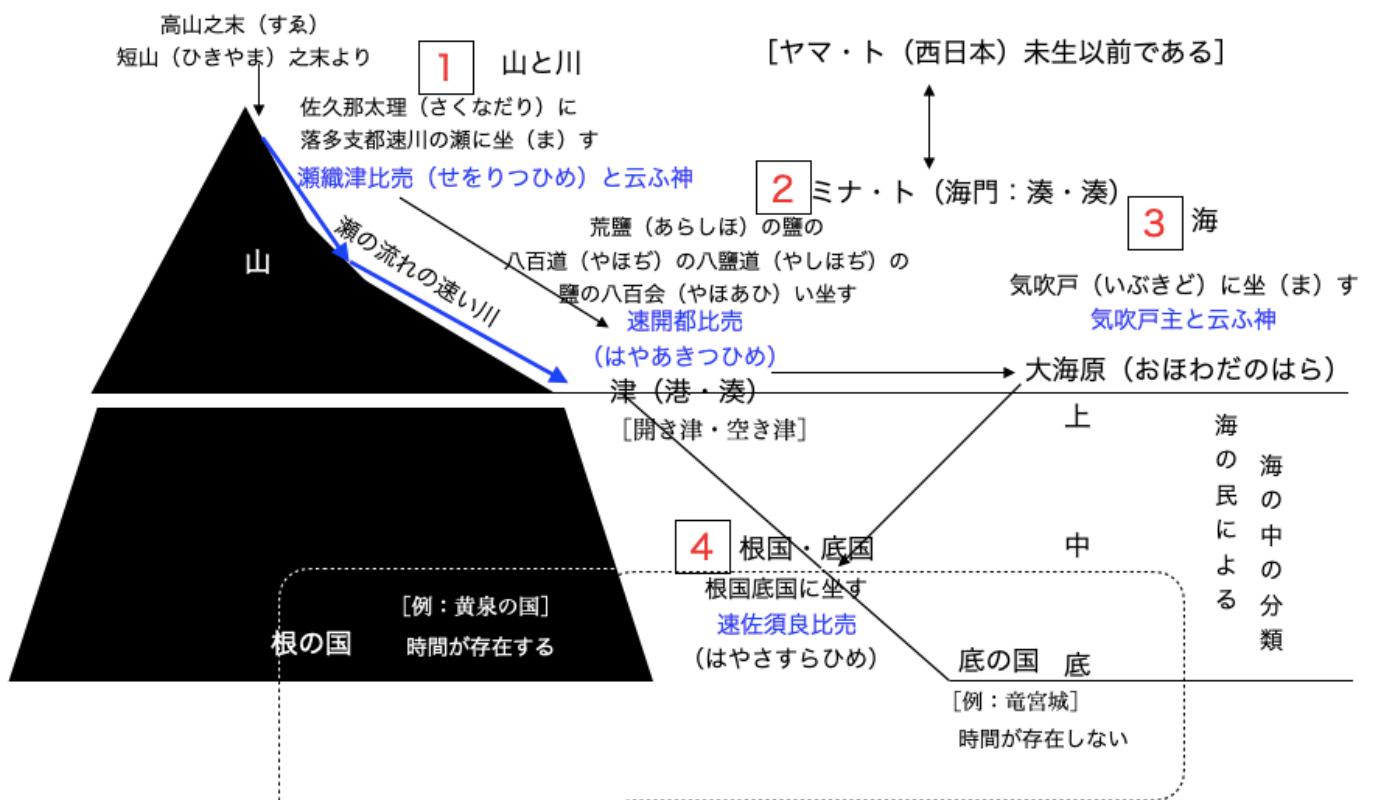 高山之末（すゑ）
短山（ひきやま）之末より
1
山と川
佐久那太理（さくなだり）に
落多支都速川の瀬に坐（ま）す
瀬織津比売（せをりつひめ）と云ふ神
瀬の流れの速い川
山
［ヤマ・ト（西日本）未生以前である］
2
ミナ・ト（海門：湊・湊）
荒鹽（あらしほ）の鹽の
八百道（やほぢ）の八鹽道（やしほぢ）の
鹽の八百会（やほあひ）い坐す
速開都比売
（はやあきつひめ）
津（港・湊）
［開き津・空き津］
3
海
気吹戸（いぶきど）に坐（ま）す
気吹戸主と云ふ神
大海原（おほわだのはら）
上
中
底
海の民による
海の中の分類
4
根国・底国
根国底国に坐す
速佐須良比売
（はやさすらひめ）
根の国
［例：黄泉の国］
時間が存在する
底の国
［例：竜宮城］
時間が存在しない